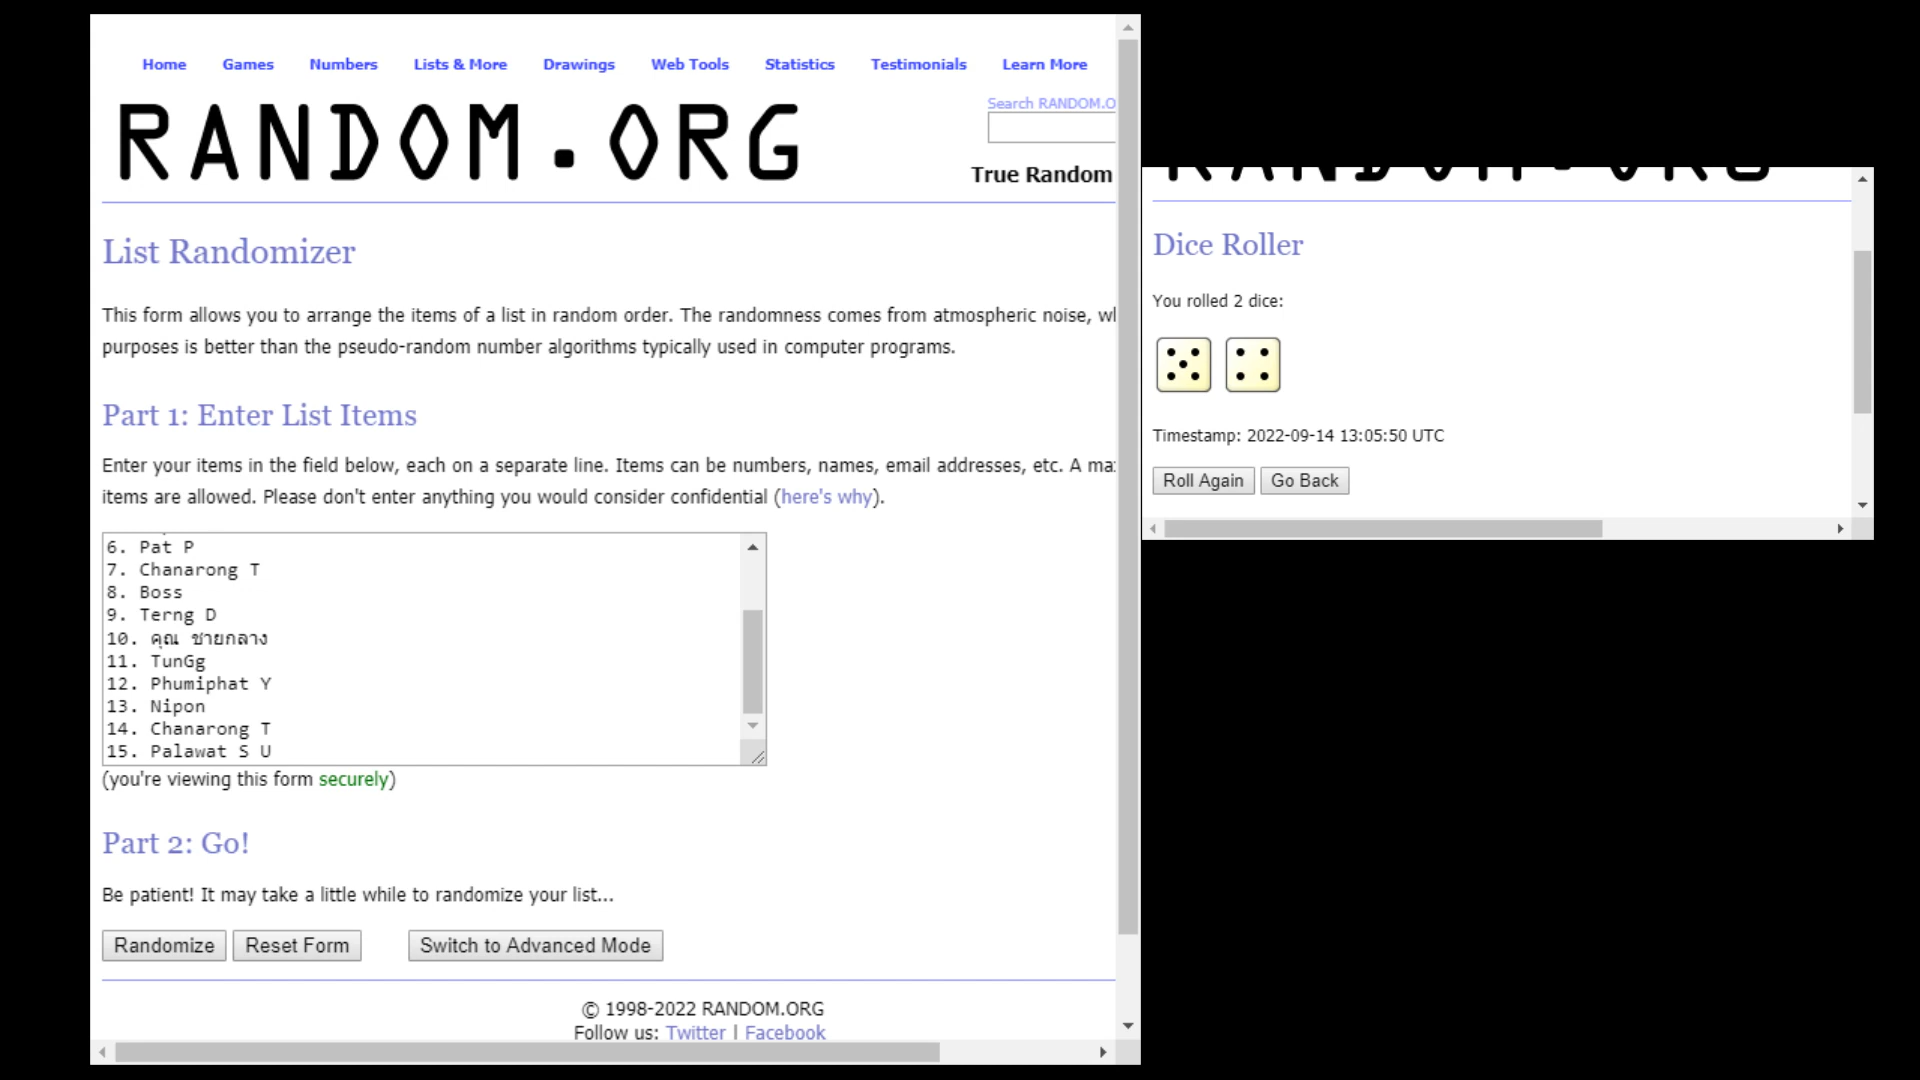 Home Games Numbers Lists & More Drawings Web Tools Statistics Testimonials Learn More
RANDOM.ORG
Search RANDOM.O
True Random
List Randomizer
This form allows you to arrange the items of a list in random order. The randomness comes from atmospheric noise, wh
purposes is better than the pseudo-random number algorithms typically used in computer programs.
Part 1: Enter List Items
Enter your items in the field below, each on a separate line. Items can be numbers, names, email addresses, etc. A ma
items are allowed. Please don't enter anything you would consider confidential (here's why).
6. Pat P
7. Chanarong T
8. Boss
9. Terng D
10. คุณ ชายกลาง
11. TunGg
12. Phumiphat Y
13. Nipon
14. Chanarong T
15. Palawat S U
(you're viewing this form securely)
Part 2: Go!
Be patient! It may take a little while to randomize your list...
Randomize Reset Form Switch to Advanced Mode
© 1998-2022 RANDOM.ORG
Follow us: Twitter | Facebook
RANDOM.ORG
Dice Roller
You rolled 2 dice:
Timestamp: 2022-09-14 13:05:50 UTC
Roll Again Go Back